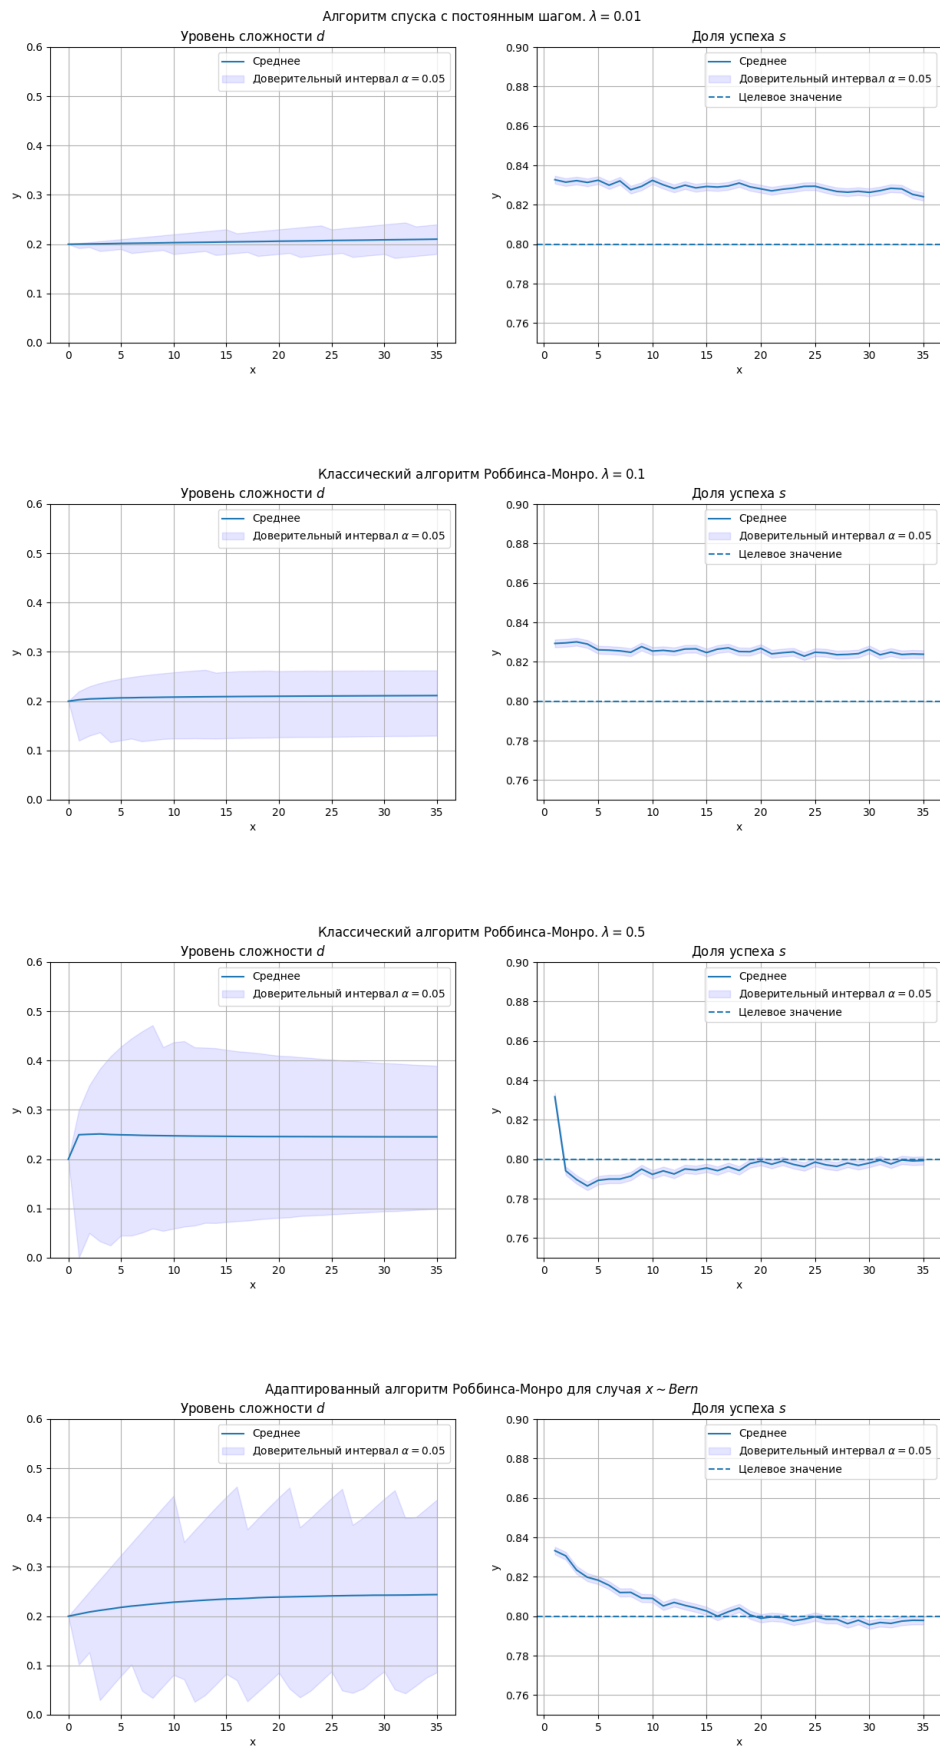 Алгоритм спуска с постоянным шагом. λ = 0.01
Уровень сложности d
Среднее
Доверительный интервал α = 0.05
y
0.6
0.5
0.4
0.3
0.2
0.1
0.0
0 5 10 15 20 25 30 35
x
Доля успеха s
Среднее
Доверительный интервал α = 0.05
Целевое значение
y
0.90
0.88
0.86
0.84
0.82
0.80
0.78
0.76
0 5 10 15 20 25 30 35
x
Классический алгоритм Роббинса-Монро. λ = 0.1
Уровень сложности d
Среднее
Доверительный интервал α = 0.05
y
0.6
0.5
0.4
0.3
0.2
0.1
0.0
0 5 10 15 20 25 30 35
x
Доля успеха s
Среднее
Доверительный интервал α = 0.05
Целевое значение
y
0.90
0.88
0.86
0.84
0.82
0.80
0.78
0.76
0 5 10 15 20 25 30 35
x
Классический алгоритм Роббинса-Монро. λ = 0.5
Уровень сложности d
Среднее
Доверительный интервал α = 0.05
y
0.6
0.5
0.4
0.3
0.2
0.1
0.0
0 5 10 15 20 25 30 35
x
Доля успеха s
Среднее
Доверительный интервал α = 0.05
Целевое значение
y
0.90
0.88
0.86
0.84
0.82
0.80
0.78
0.76
0 5 10 15 20 25 30 35
x
Адаптированный алгоритм Роббинса-Монро для случая x ~ Bern
Уровень сложности d
Среднее
Доверительный интервал α = 0.05
y
0.6
0.5
0.4
0.3
0.2
0.1
0.0
0 5 10 15 20 25 30 35
x
Доля успеха s
Среднее
Доверительный интервал α = 0.05
Целевое значение
y
0.90
0.88
0.86
0.84
0.82
0.80
0.78
0.76
0 5 10 15 20 25 30 35
x